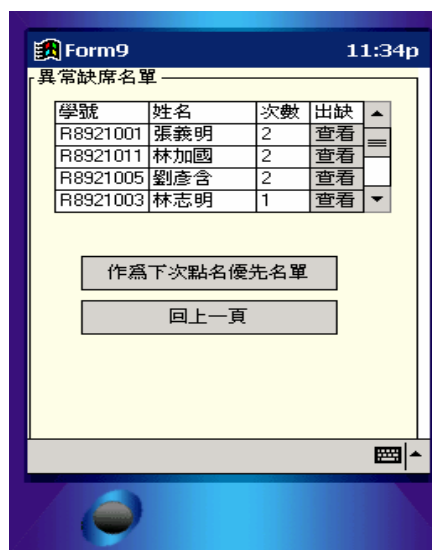 Form9 11:34p
異常缺席名單
學號 姓名 次數 出缺
R8921001 張義明 2 查看
R8921011 林加國 2 查看
R8921005 劉彥含 2 查看
R8921003 林志明 1 查看
作爲下次點名優先名單
回上一頁